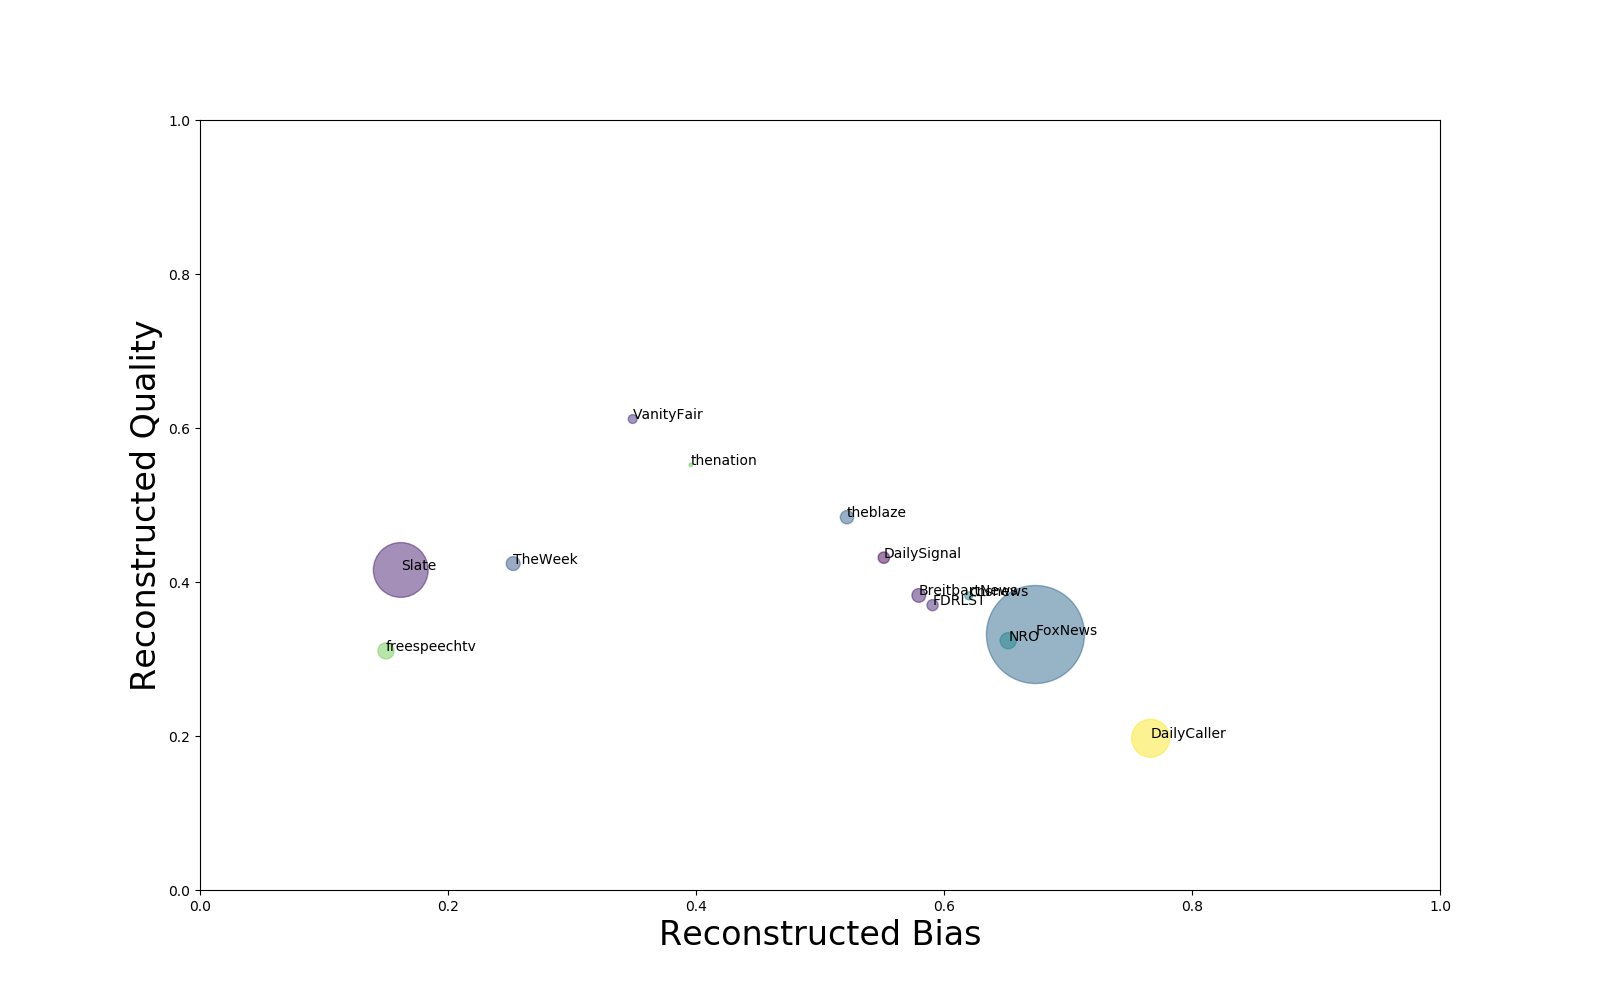 1.0
0.8
0.6
0.4
0.2
0.0
Reconstructed Quality
VanityFair
thenation
theblaze
DailySignal
TheWeek
Slate
BreitbartNews
FDRLST
FoxNews
NRO
freespeechtv
DailyCaller
0.0 0.2 0.4 0.6 0.8 1.0
Reconstructed Bias